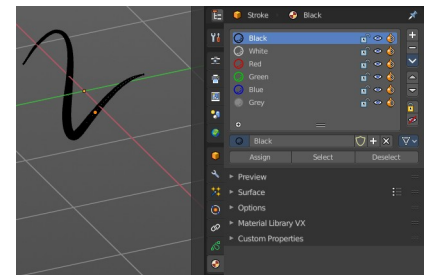 Stroke Black
Black
White
Red
Green
Blue
Grey
Black
Assign Select Deselect
Preview
Surface
Options
Material Library VX
Custom Properties